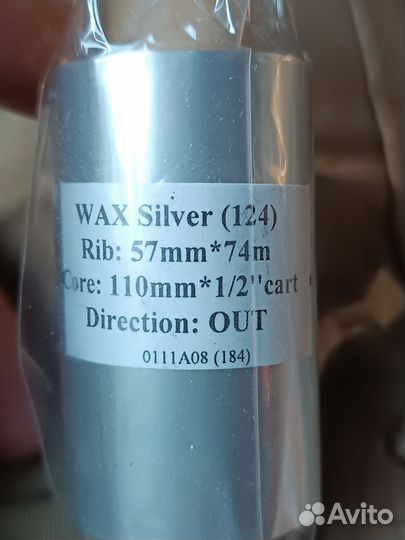 WAX Silver (124)
Rib: 57mm*74m
Core: 110mm*1/2''cart
Direction: OUT
0111A08 (184)
Avito